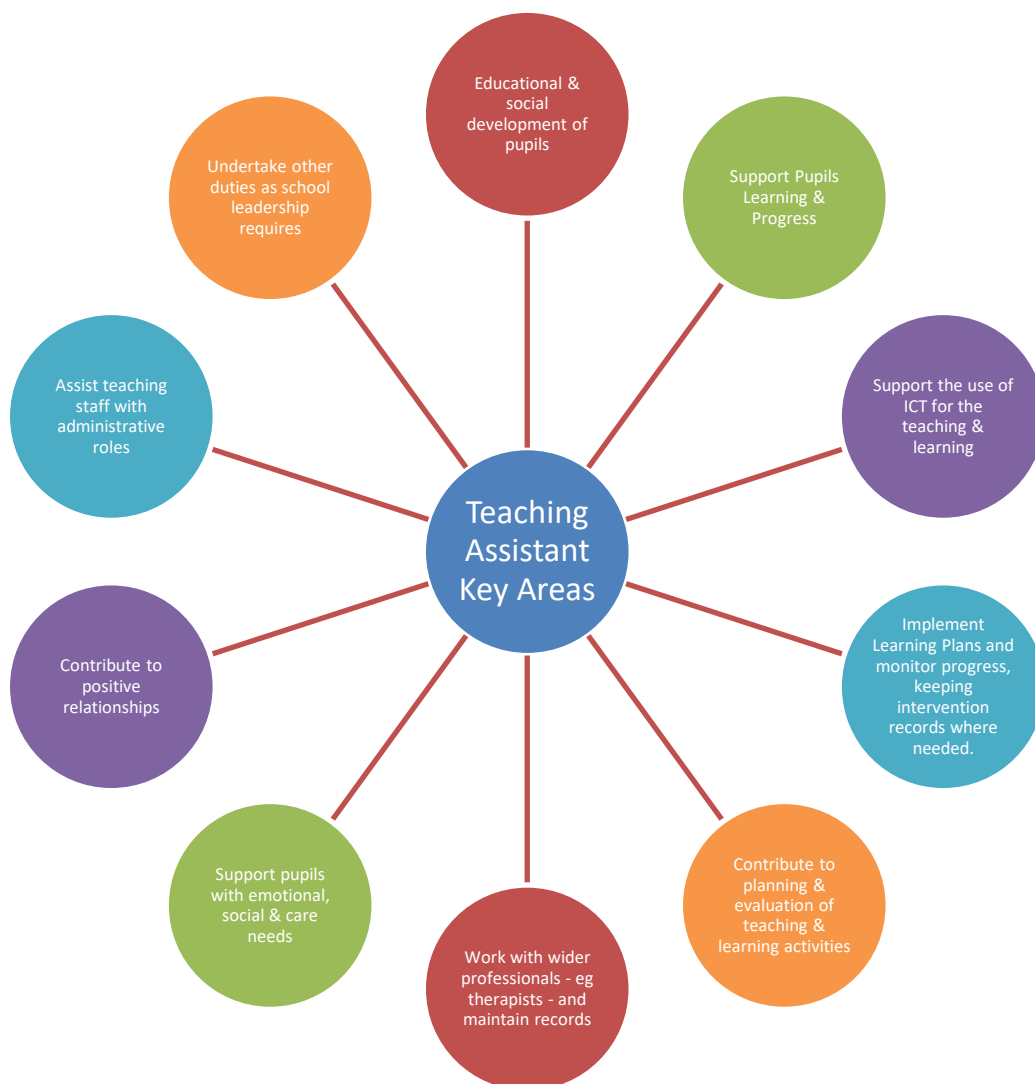 Educational &
social
development of
pupils
Support Pupils
Learning &
Progress
Support the use of
ICT for the
teaching &
learning
Implement
Learning Plans and
monitor progress,
keeping
intervention
records where
needed.
Contribute to
planning &
evaluation of
teaching &
learning activities
Work with wider
professionals - eg
therapists - and
maintain records
Support pupils
with emotional,
social & care
needs
Contribute to
positive
relationships
Assist teaching
staff with
administrative
roles
Undertake other
duties as school
leadership
requires
Teaching
Assistant
Key Areas